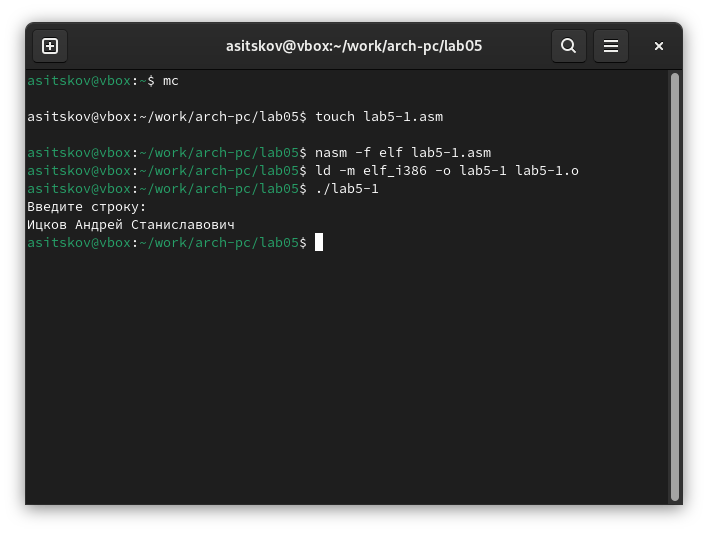 asitskov@vbox:~/work/arch-pc/lab05
asitskov@vbox:~$ mc
asitskov@vbox:~/work/arch-pc/lab05$ touch lab5-1.asm
asitskov@vbox:~/work/arch-pc/lab05$ nasm -f elf lab5-1.asm
asitskov@vbox:~/work/arch-pc/lab05$ ld -m elf_i386 -o lab5-1 lab5-1.o
asitskov@vbox:~/work/arch-pc/lab05$ ./lab5-1
Введите строку:
Ицков Андрей Станиславович
asitskov@vbox:~/work/arch-pc/lab05$